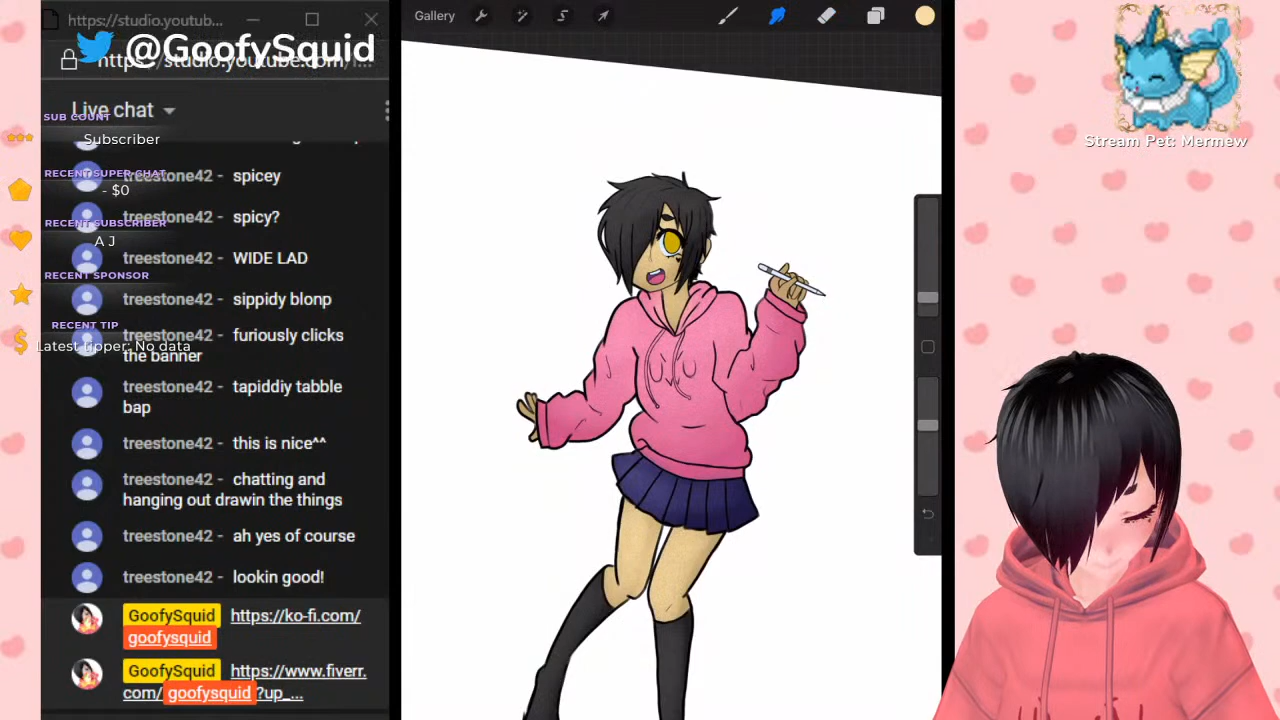 https://studio.youtub...
@GoofySquid
https://studio.youtube.com/l...
Live chat
SUB COUNT
Subscriber
treestone42 - spicey
RECENT SUPER CHAT
- $0
treestone42 - spicy?
RECENT SUBSCRIBER
A J
treestone42 - WIDE LAD
RECENT SPONSOR
treestone42 - sippidy blonp
RECENT TIP
treestone42 - furiously clicks
the banner
Latest tipper: No data
treestone42 - tapiddiy tabble
bap
treestone42 - this is nice^^
treestone42 - chatting and
hanging out drawin the things
treestone42 - ah yes of course
treestone42 - lookin good!
GoofySquid https://ko-fi.com/
goofysquid
GoofySquid https://www.fiverr.
com/goofysquid?up_...
Gallery
Stream Pet: Mermew